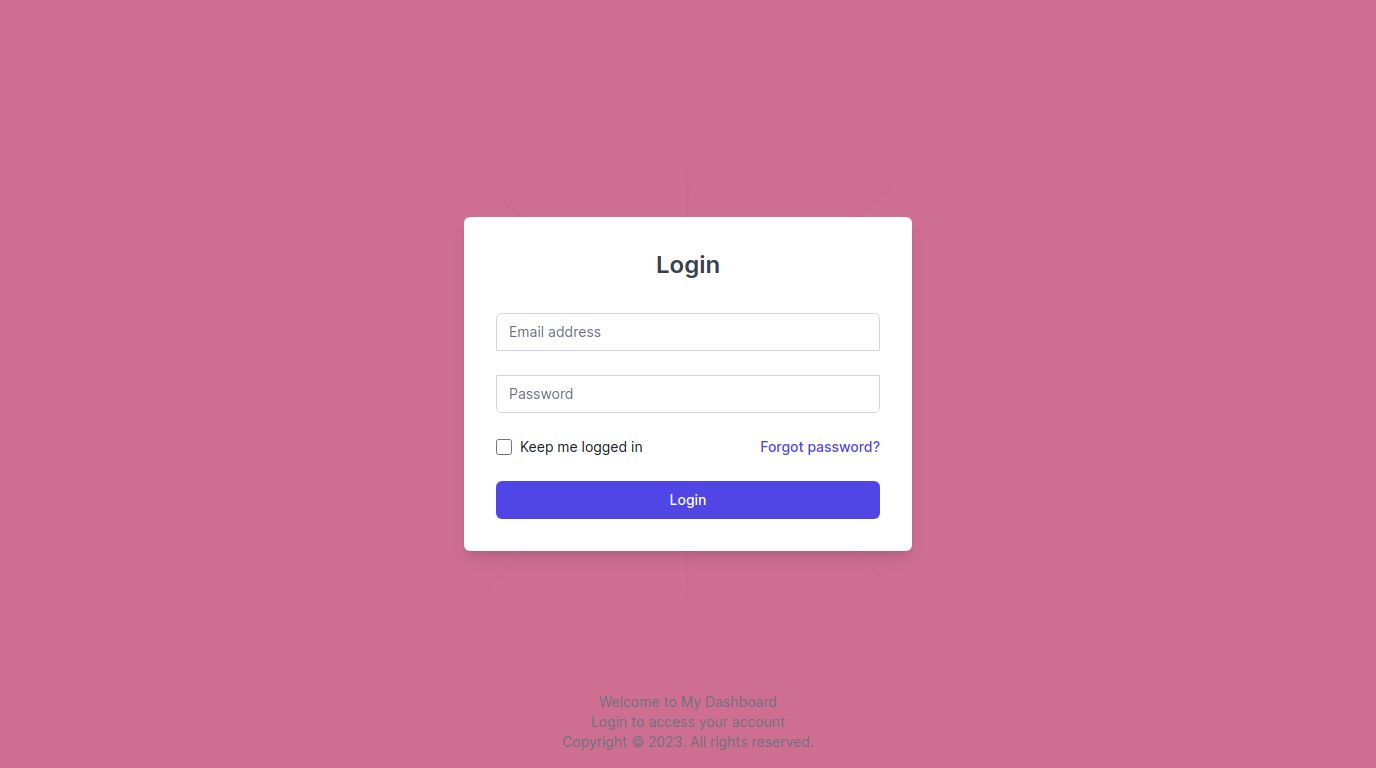 Login
Email address
Password
Keep me logged in
Forgot password?
Login
Welcome to My Dashboard
Login to access your account
Copyright © 2023. All rights reserved.